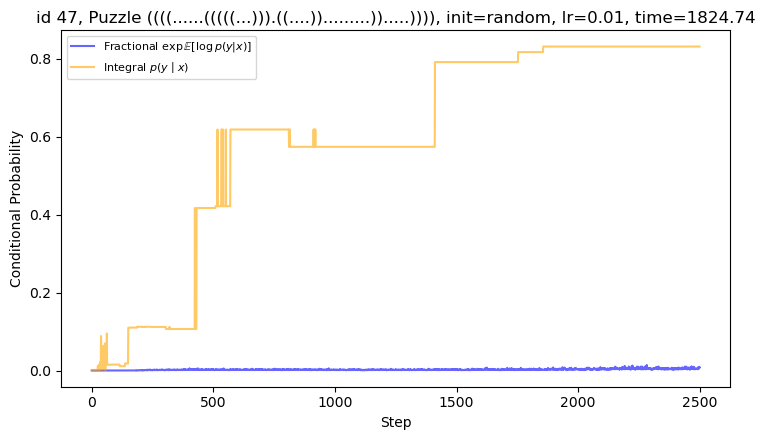 id 47, Puzzle ((((......(((((...))).((....)).........)).....)))), init=random, lr=0.01, time=1824.74
Fractional exp𝔼[log p(y|x)]
Integral p(y | x)
Conditional Probability
0.8
0.6
0.4
0.2
0.0
0
500
1000
1500
2000
2500
Step